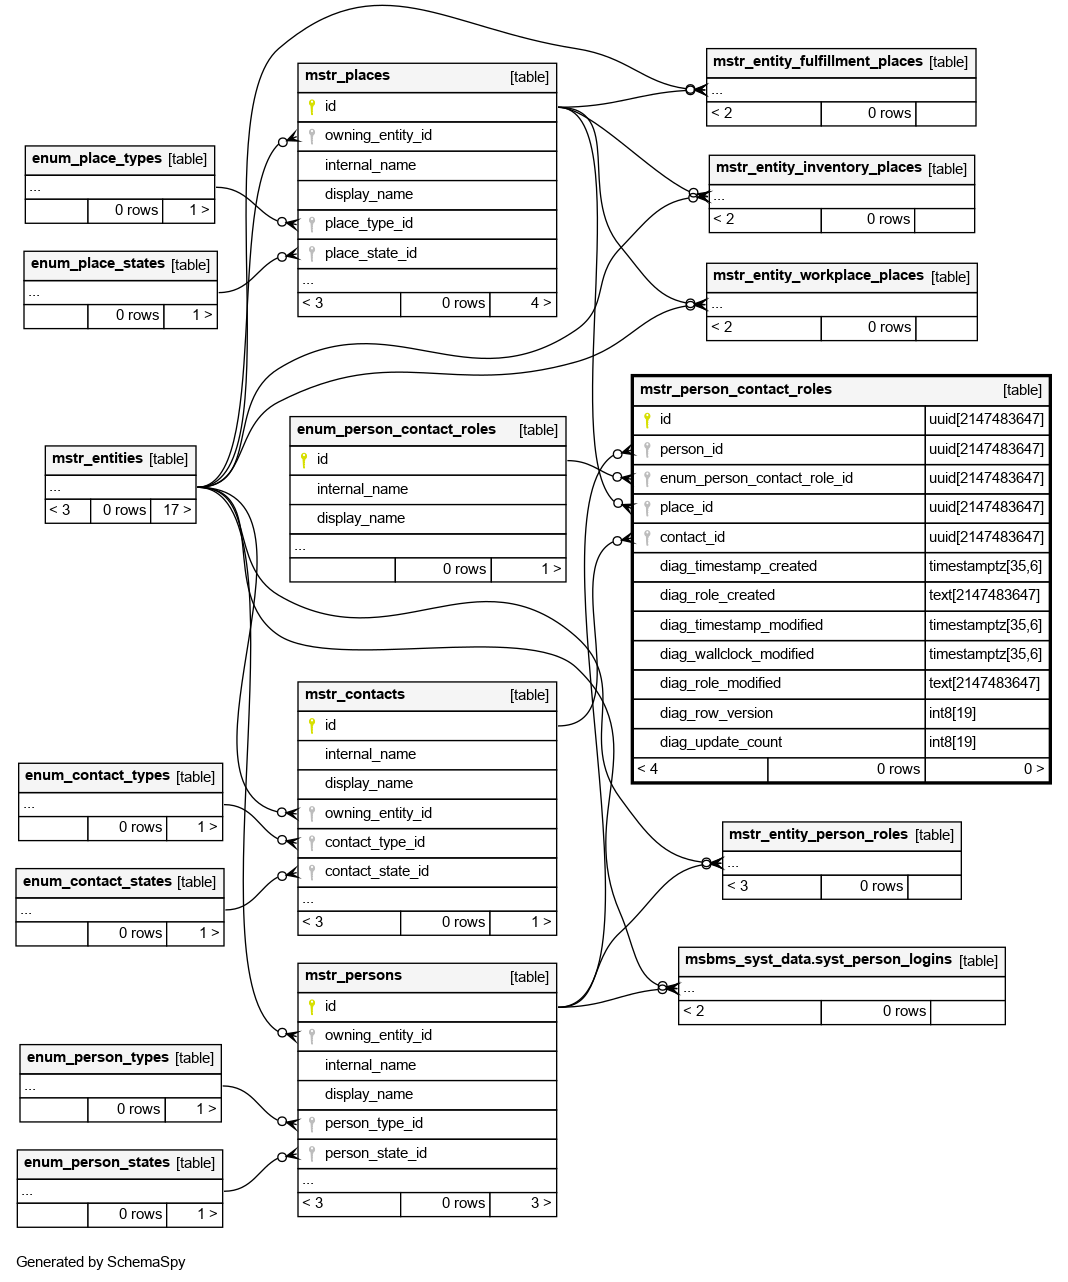 mstr_places [table]
id
owning_entity_id
internal_name
display_name
place_type_id
place_state_id
...
< 3 0 rows 4 >
mstr_entity_fulfillment_places [table]
...
< 2 0 rows
enum_place_types [table]
...
0 rows 1 >
mstr_entity_inventory_places [table]
...
< 2 0 rows
enum_place_states [table]
...
0 rows 1 >
mstr_entity_workplace_places [table]
...
< 2 0 rows
mstr_entities [table]
...
< 3 0 rows 17 >
enum_person_contact_roles [table]
id
internal_name
display_name
...
0 rows 1 >
mstr_person_contact_roles [table]
id uuid[2147483647]
person_id uuid[2147483647]
enum_person_contact_role_id uuid[2147483647]
place_id uuid[2147483647]
contact_id uuid[2147483647]
diag_timestamp_created timestamptz[35,6]
diag_role_created text[2147483647]
diag_timestamp_modified timestamptz[35,6]
diag_wallclock_modified timestamptz[35,6]
diag_role_modified text[2147483647]
diag_row_version int8[19]
diag_update_count int8[19]
< 4 0 rows 0 >
mstr_contacts [table]
id
internal_name
display_name
owning_entity_id
contact_type_id
contact_state_id
...
< 3 0 rows 1 >
enum_contact_types [table]
...
0 rows 1 >
enum_contact_states [table]
...
0 rows 1 >
mstr_entity_person_roles [table]
...
< 3 0 rows
msbms_syst_data.syst_person_logins [table]
...
< 2 0 rows
mstr_persons [table]
id
owning_entity_id
internal_name
display_name
person_type_id
person_state_id
...
< 3 0 rows 3 >
enum_person_types [table]
...
0 rows 1 >
enum_person_states [table]
...
0 rows 1 >
Generated by SchemaSpy